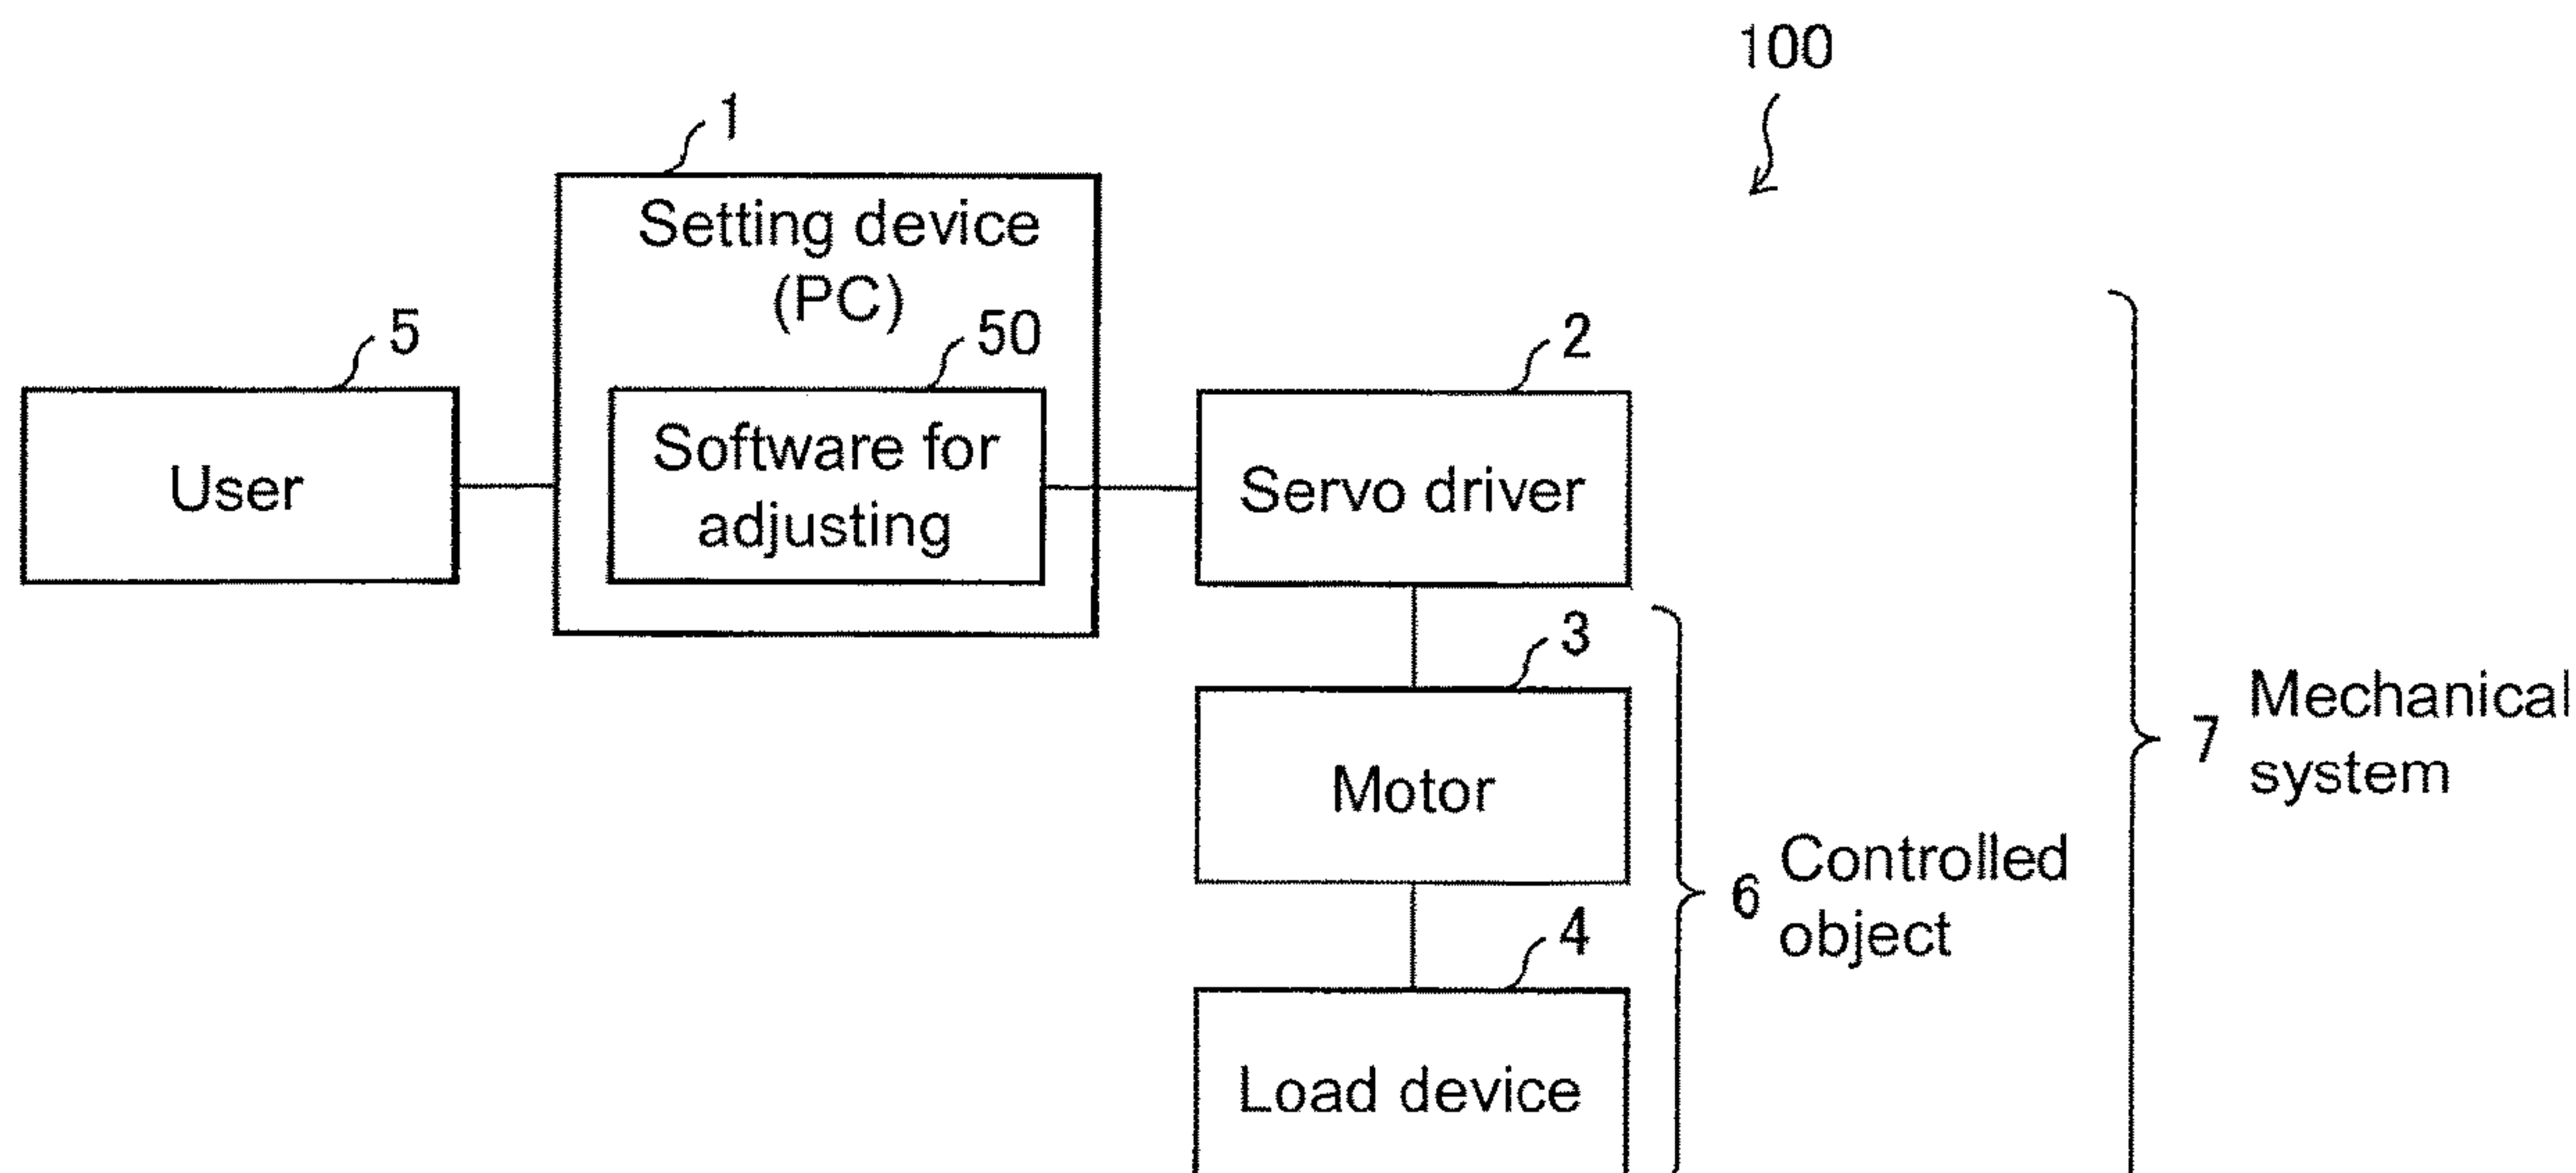 100
1
Setting device
(PC)
5
50
2
User
Software for
adjusting
Servo driver
3
Motor
7 Mechanical
system
6 Controlled
object
4
Load device